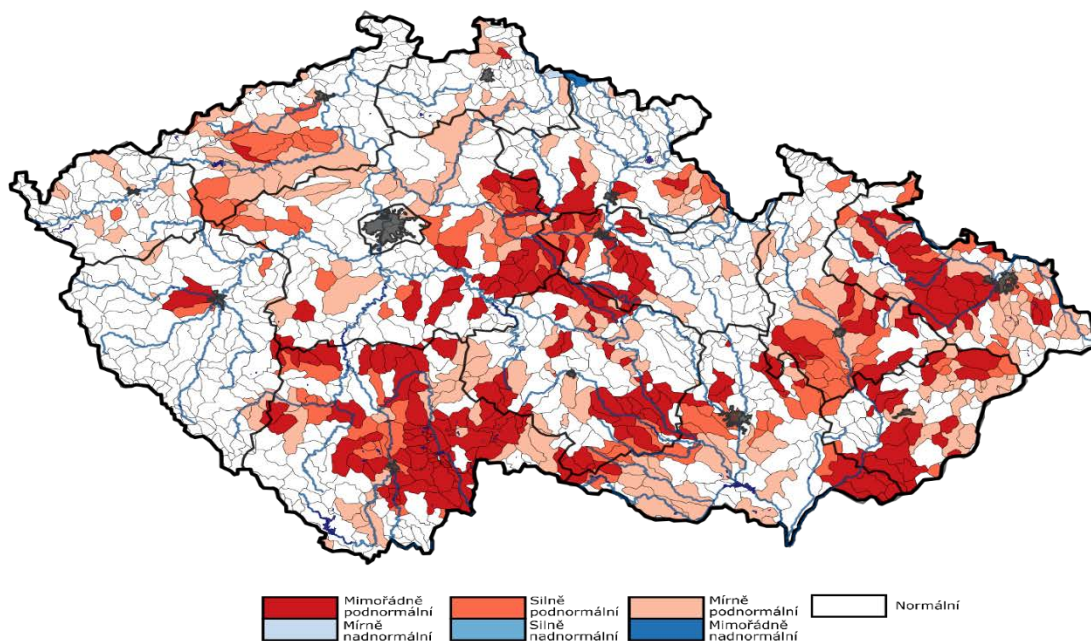 Mimořádně
podnormální
Silně
podnormální
Mírně
podnormální
Normální
Mírně
nadnormální
Silně
nadnormální
Mimořádně
nadnormální